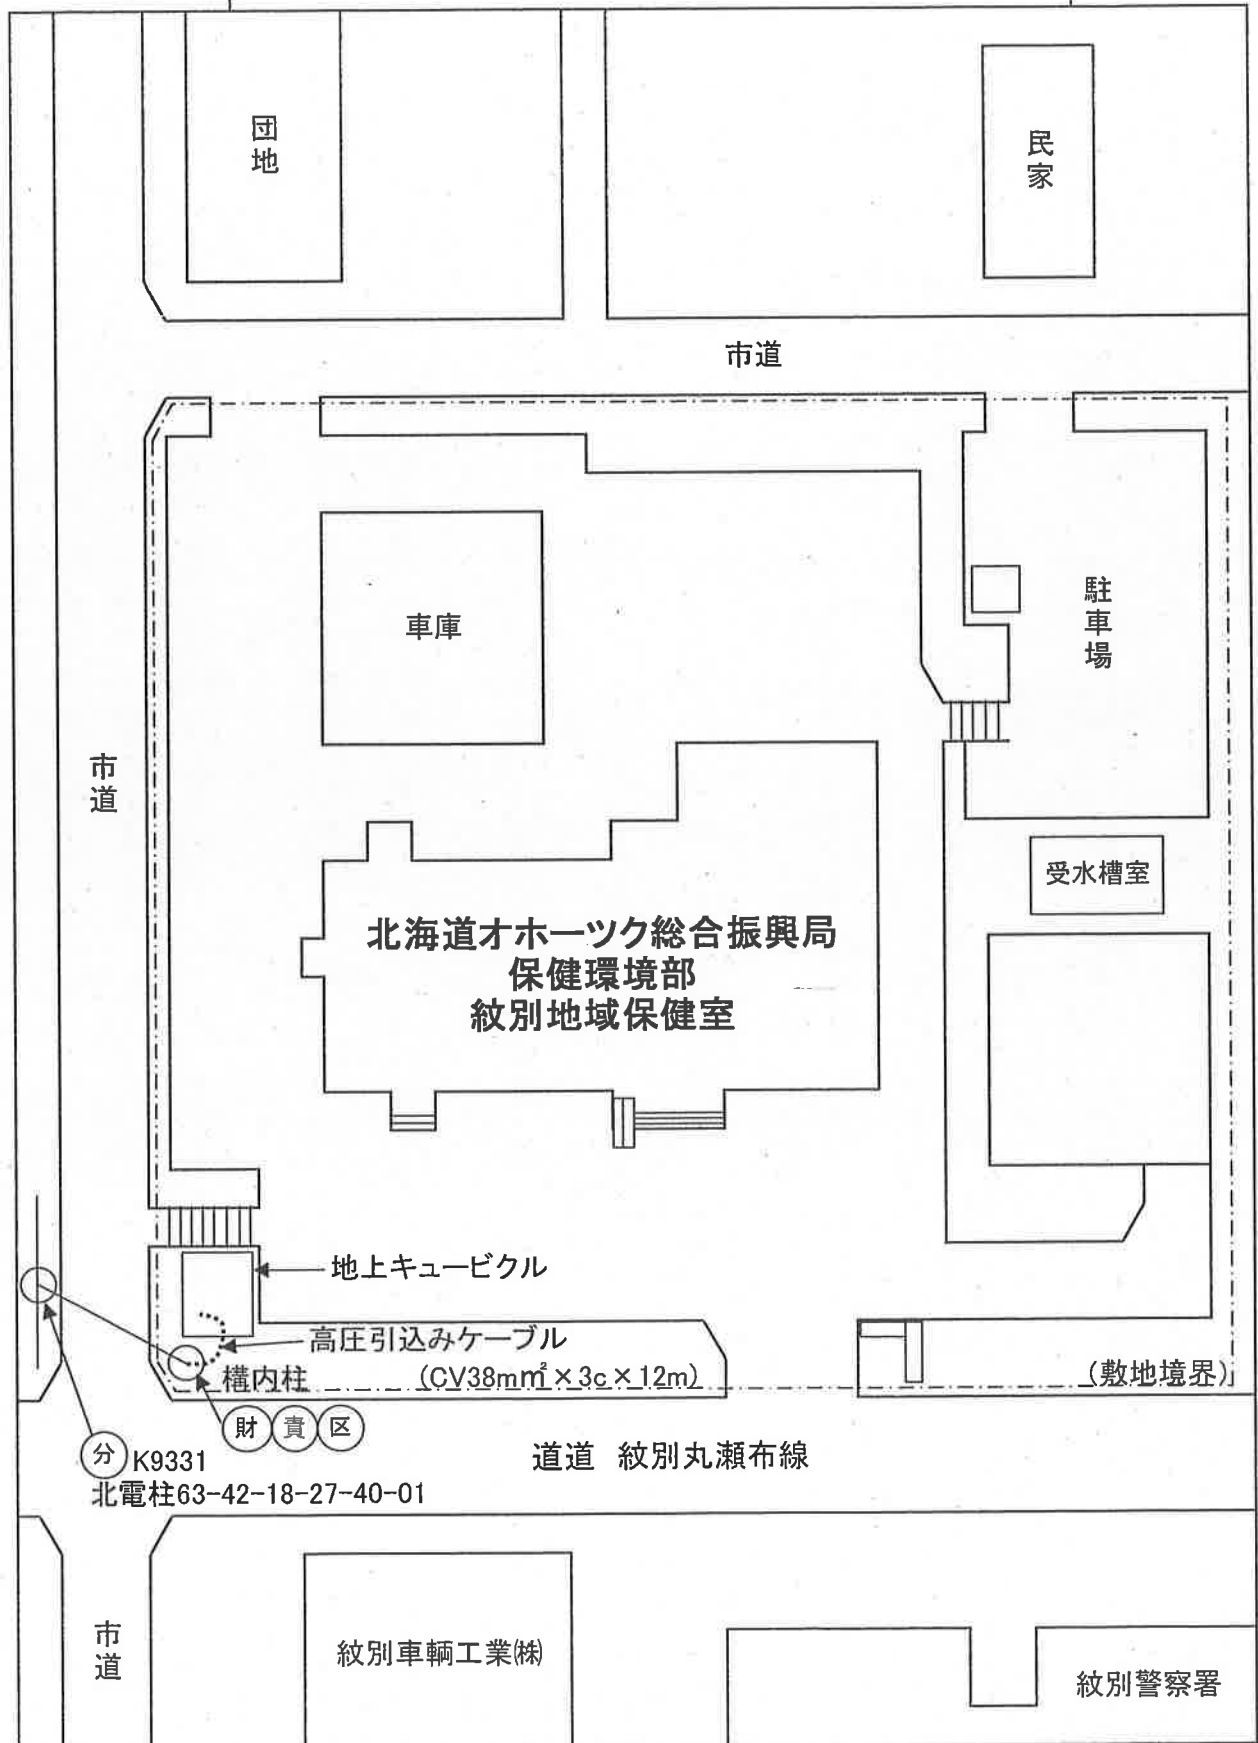 団地
民家
市道
車庫
駐車場
市道
受水槽室
北海道オホーツク総合振興局
保健環境部
紋別地域保健室
地上キュービクル
高圧引込みケーブル
構内柱
(CV38mm²×3c×12m)
(敷地境界)
財 責 区
分 K9331
北電柱63-42-18-27-40-01
道道 紋別丸瀬布線
市道
紋別車輌工業㈱
紋別警察署